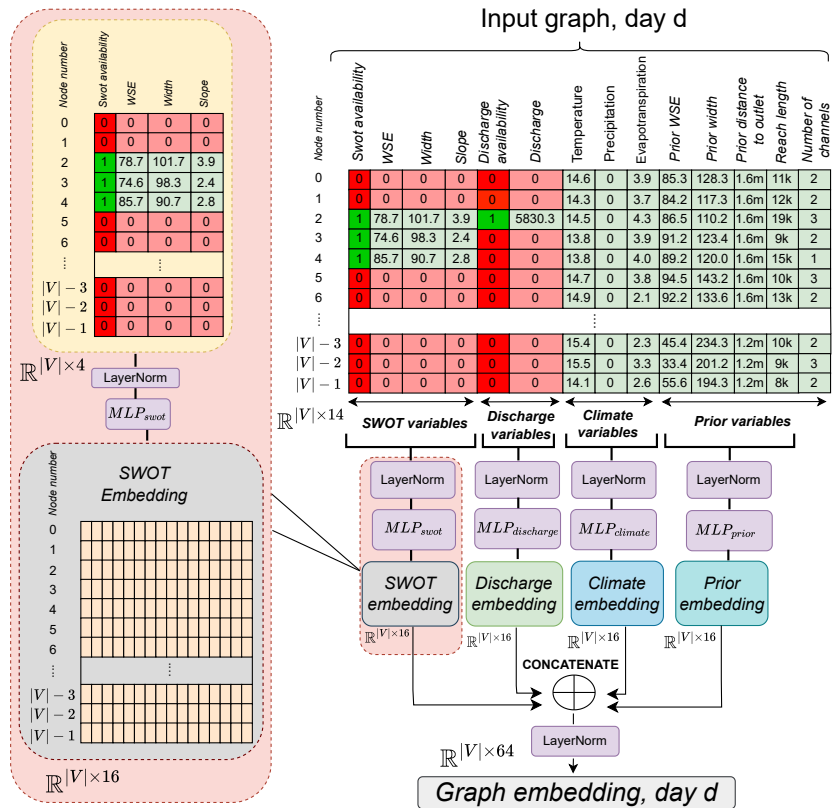 Input graph, day d
Node number
Swot availability
WSE
Width
Slope
0 0 0 0 0
1 0 0 0 0
2 1 78.7 101.7 3.9
3 1 74.6 98.3 2.4
4 1 85.7 90.7 2.8
5 0 0 0 0
6 0 0 0 0
⋮ ⋮
|V| − 3 0 0 0 0
|V| − 2 0 0 0 0
|V| − 1 0 0 0 0
ℝ^{|V|×4}
LayerNorm
MLP_{swot}
SWOT
Embedding
Node number
0
1
2
3
4
5
6
⋮ ⋮
|V| − 3
|V| − 2
|V| − 1
ℝ^{|V|×16}
Node number
Swot availability
WSE
Width
Slope
Discharge
availability
Discharge
Temperature
Precipitation
Evapotranspiration
Prior WSE
Prior width
Prior distance
to outlet
Reach length
Number of
channels
0 0 0 0 0 0 0 14.6 0 3.9 85.3 128.3 1.6m 11k 2
1 0 0 0 0 0 0 14.3 0 3.7 84.2 117.3 1.6m 12k 2
2 1 78.7 101.7 3.9 1 5830.3 14.5 0 4.3 86.5 110.2 1.6m 19k 3
3 1 74.6 98.3 2.4 0 0 13.8 0 3.9 91.2 123.4 1.6m 9k 2
4 1 85.7 90.7 2.8 0 0 13.8 0 4.0 89.2 120.0 1.6m 15k 1
5 0 0 0 0 0 0 14.7 0 3.8 94.5 143.2 1.6m 10k 3
6 0 0 0 0 0 0 14.9 0 2.1 92.2 133.6 1.6m 13k 2
⋮ ⋮
|V| − 3 0 0 0 0 0 0 15.4 0 2.3 45.4 234.3 1.2m 10k 2
|V| − 2 0 0 0 0 0 0 15.5 0 3.3 33.4 201.2 1.2m 9k 3
|V| − 1 0 0 0 0 0 0 14.1 0 2.6 55.6 194.3 1.2m 8k 2
ℝ^{|V|×14}
SWOT variables
Discharge
variables
Climate
variables
Prior variables
LayerNorm LayerNorm LayerNorm LayerNorm
MLP_{swot} MLP_{discharge} MLP_{climate} MLP_{prior}
SWOT
embedding
Discharge
embedding
Climate
embedding
Prior
embedding
ℝ^{|V|×16} ℝ^{|V|×16} ℝ^{|V|×16} ℝ^{|V|×16}
CONCATENATE
ℝ^{|V|×64}
LayerNorm
Graph embedding, day d